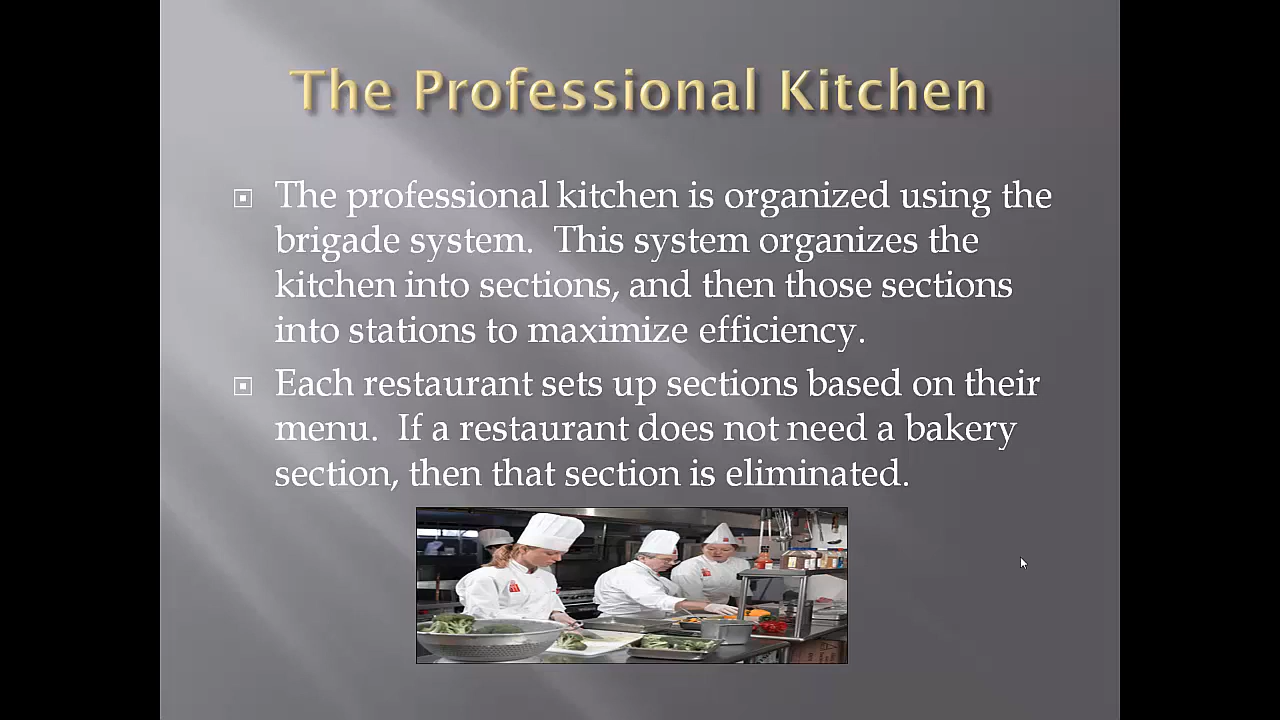 The Professional Kitchen
The professional kitchen is organized using the
brigade system.  This system organizes the
kitchen into sections, and then those sections
into stations to maximize efficiency.
Each restaurant sets up sections based on their
menu.  If a restaurant does not need a bakery
section, then that section is eliminated.